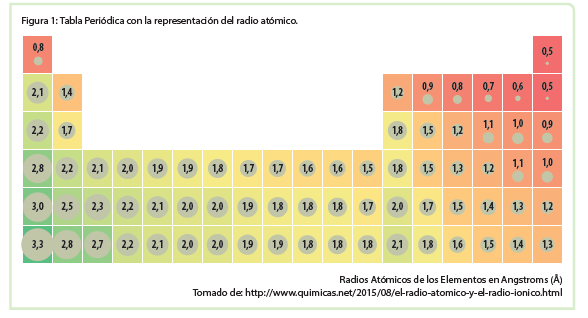 Figura 1: Tabla Periódica con la representación del radio atómico.
0,8 0,5
2,1 1,4 1,2 0,9 0,8 0,7 0,6 0,5
2,2 1,7 1,8 1,5 1,2 1,1 1,0 0,9
2,8 2,2 2,1 2,0 1,9 1,9 1,8 1,7 1,7 1,6 1,6 1,5 1,8 1,5 1,3 1,2 1,1 1,0
3,0 2,5 2,3 2,2 2,1 2,0 2,0 1,9 1,8 1,8 1,8 1,7 2,0 1,7 1,5 1,4 1,3 1,2
3,3 2,8 2,7 2,2 2,1 2,0 2,0 1,9 1,9 1,8 1,8 1,8 2,1 1,8 1,6 1,5 1,4 1,3
Radios Atómicos de los Elementos en Angstroms (Å)
Tomado de: http://www.quimicas.net/2015/08/el-radio-atomico-y-el-radio-ionico.html